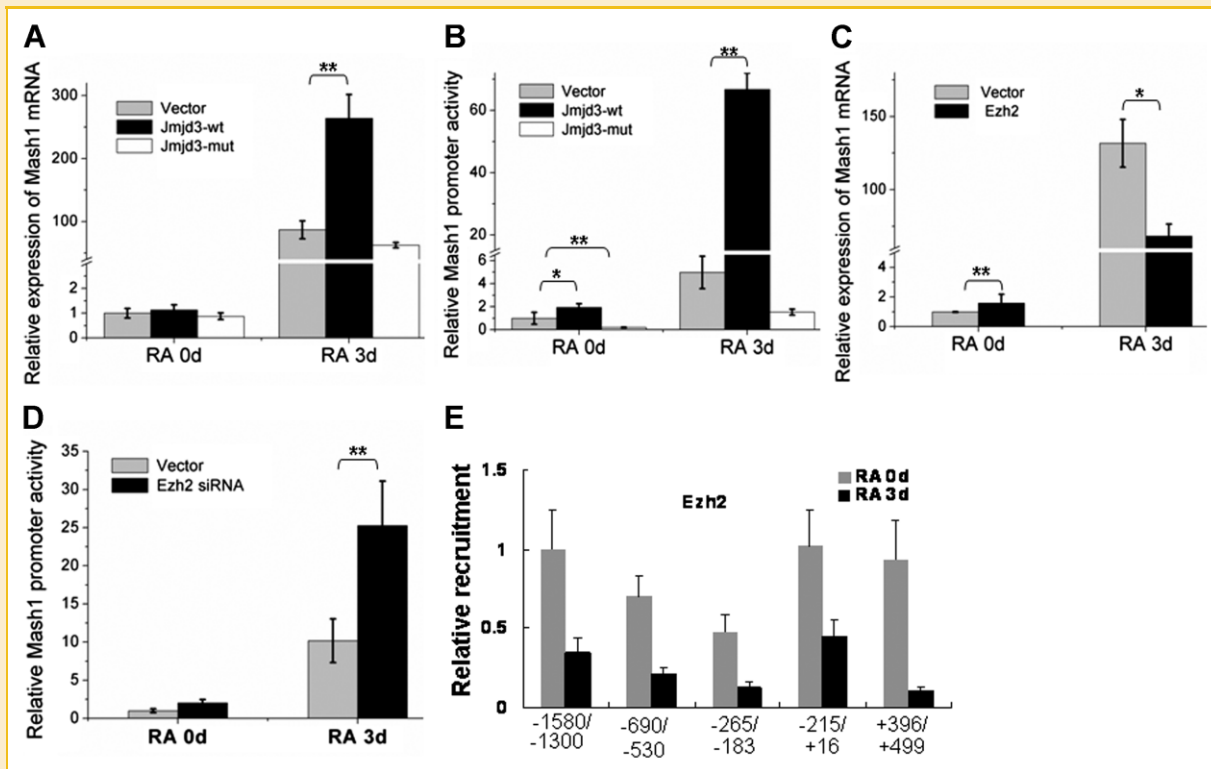 A
Relative expression of Mash1 mRNA
300
200
100
2
1
0
**
Vector
Jmjd3-wt
Jmjd3-mut
RA 0d
RA 3d
B
Relative Mash1 promoter activity
60
40
20
6
4
2
0
**
**
*
Vector
Jmjd3-wt
Jmjd3-mut
RA 0d
RA 3d
C
Relative expression of Mash1 mRNA
150
100
4
2
0
*
**
Vector
Ezh2
RA 0d
RA 3d
D
Relative Mash1 promoter activity
35
30
25
20
15
10
5
0
**
Vector
Ezh2 siRNA
RA 0d
RA 3d
E
Relative recruitment
1.5
1
0.5
0
Ezh2
RA 0d
RA 3d
-1580/
-1300
-690/
-530
-265/
-183
-215/
+16
+396/
+499